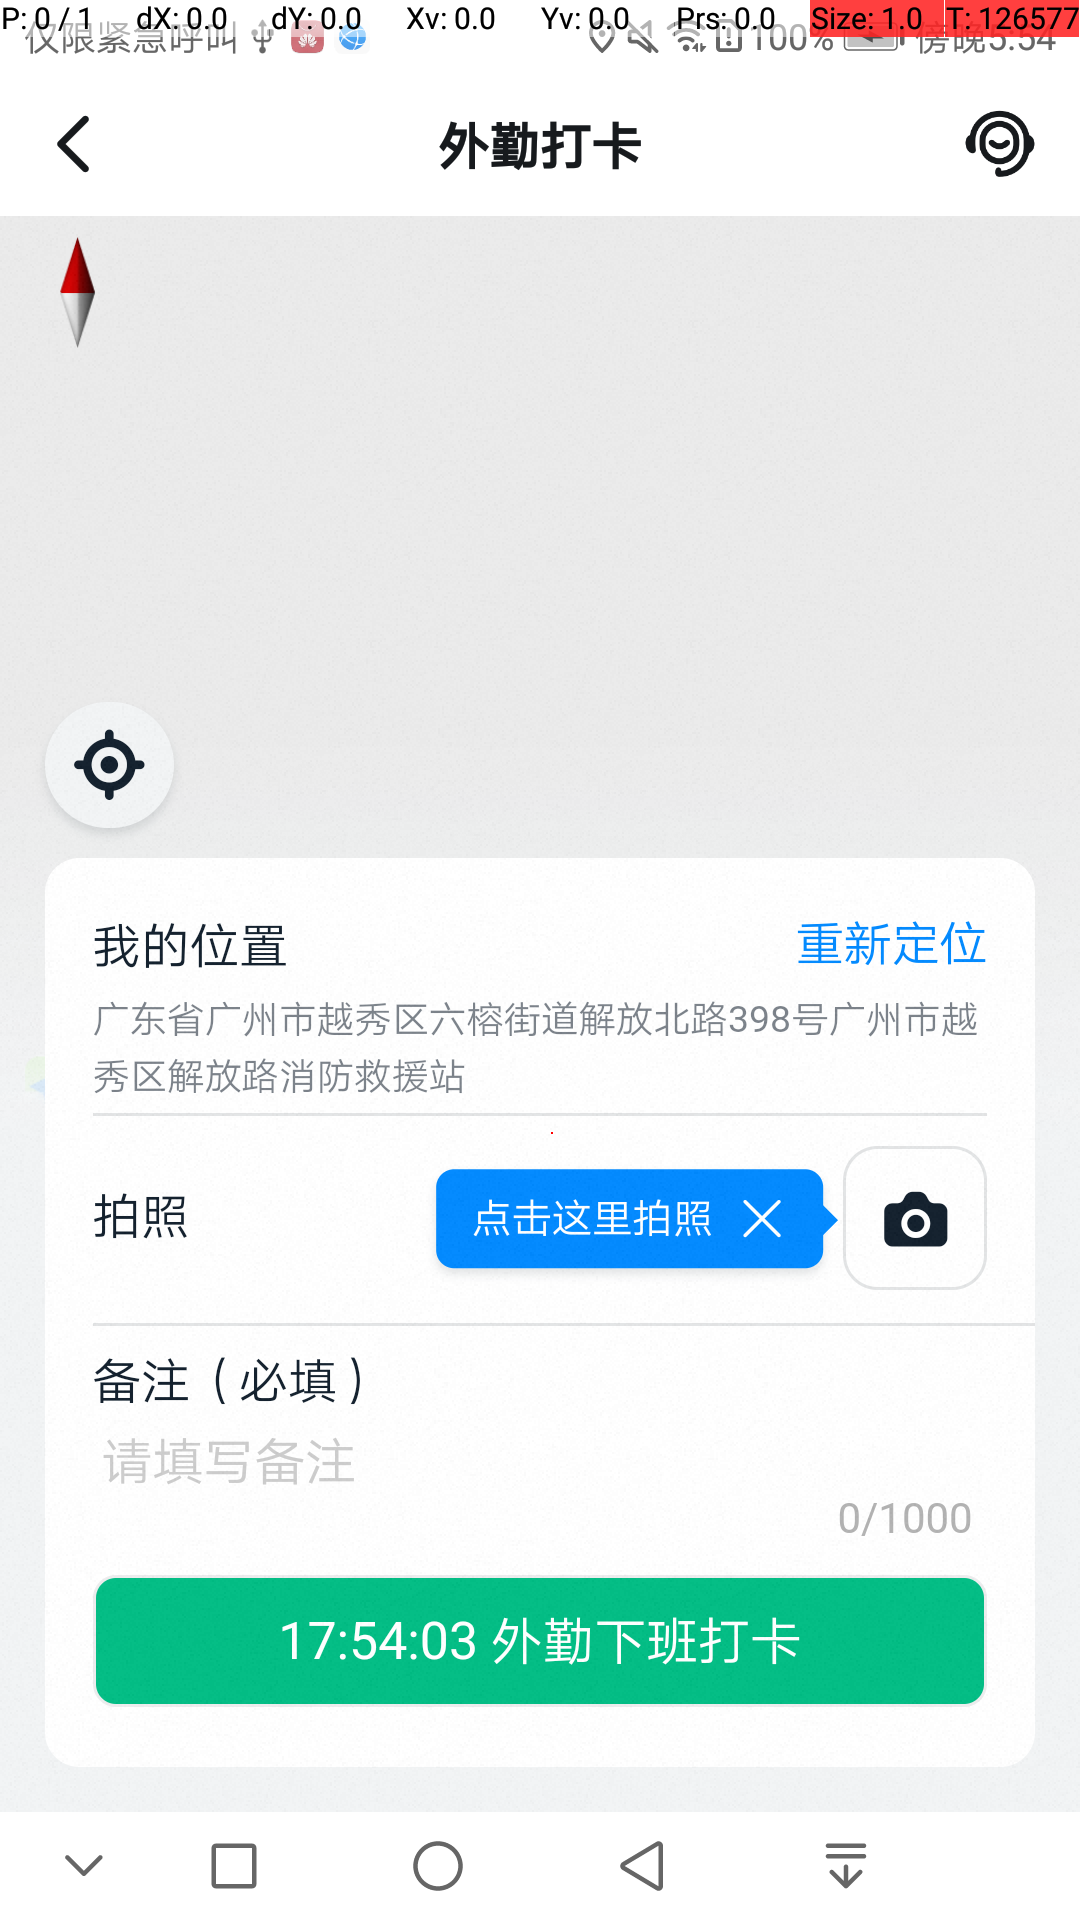 P: 0 / 1 dX: 0.0 dY: 0.0 Xv: 0.0 Yv: 0.0 Prs: 0.0 Size: 1.0 T: 126577
仅限紧急呼叫 100% 傍晚5:54
外勤打卡
我的位置 重新定位
广东省广州市越秀区六榕街道解放北路398号广州市越
秀区解放路消防救援站
拍照 点击这里拍照
备注（必填）
请填写备注
0/1000
17:54:03 外勤下班打卡